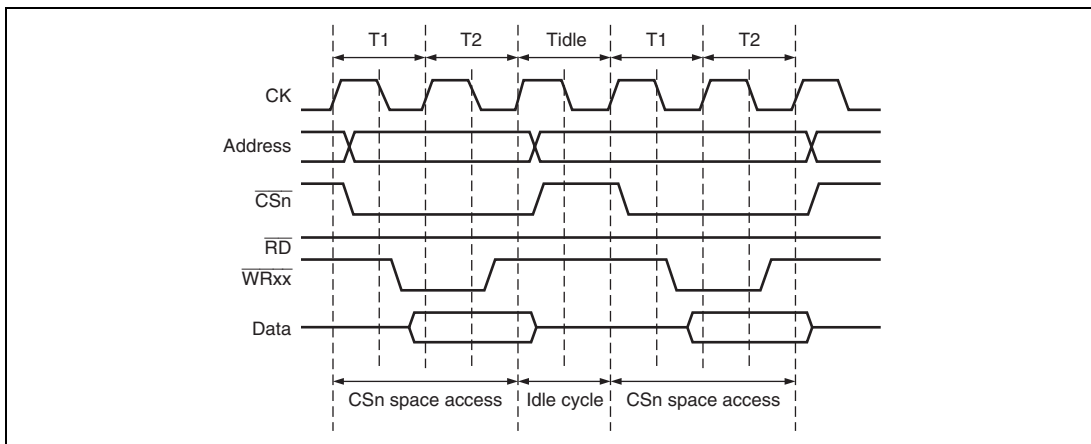 T1 T2 Tidle T1 T2
CK
Address
CSn
RD
WRxx
Data
CSn space access Idle cycle CSn space access